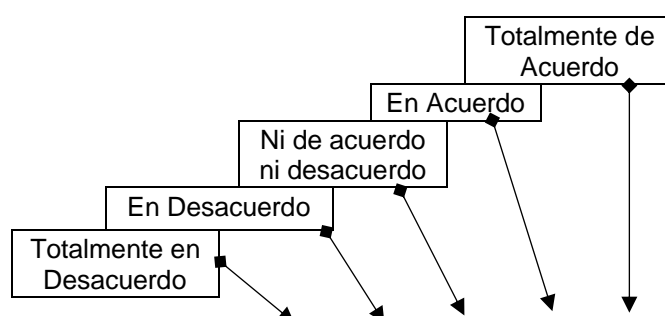 Totalmente de
Acuerdo
En Acuerdo
Ni de acuerdo
ni desacuerdo
En Desacuerdo
Totalmente en
Desacuerdo